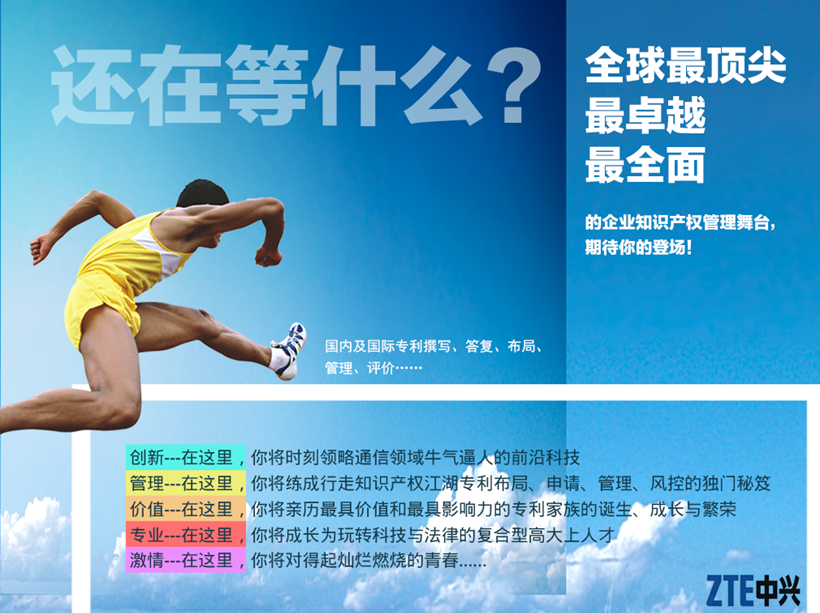 还在等什么?
全球最顶尖
最卓越
最全面
的企业知识产权管理舞台,
期待你的登场!
国内及国际专利撰写、答复、布局、
管理、评价……
创新---在这里,你将时刻领略通信领域牛气逼人的前沿科技
管理---在这里,你将练成行走知识产权江湖专利布局、申请、管理、风控的独门秘笈
价值---在这里,你将亲历最具价值和最具影响力的专利家族的诞生、成长与繁荣
专业---在这里,你将成长为玩转科技与法律的复合型高大上人才
激情---在这里,你将对得起灿烂燃烧的青春......
ZTE中兴